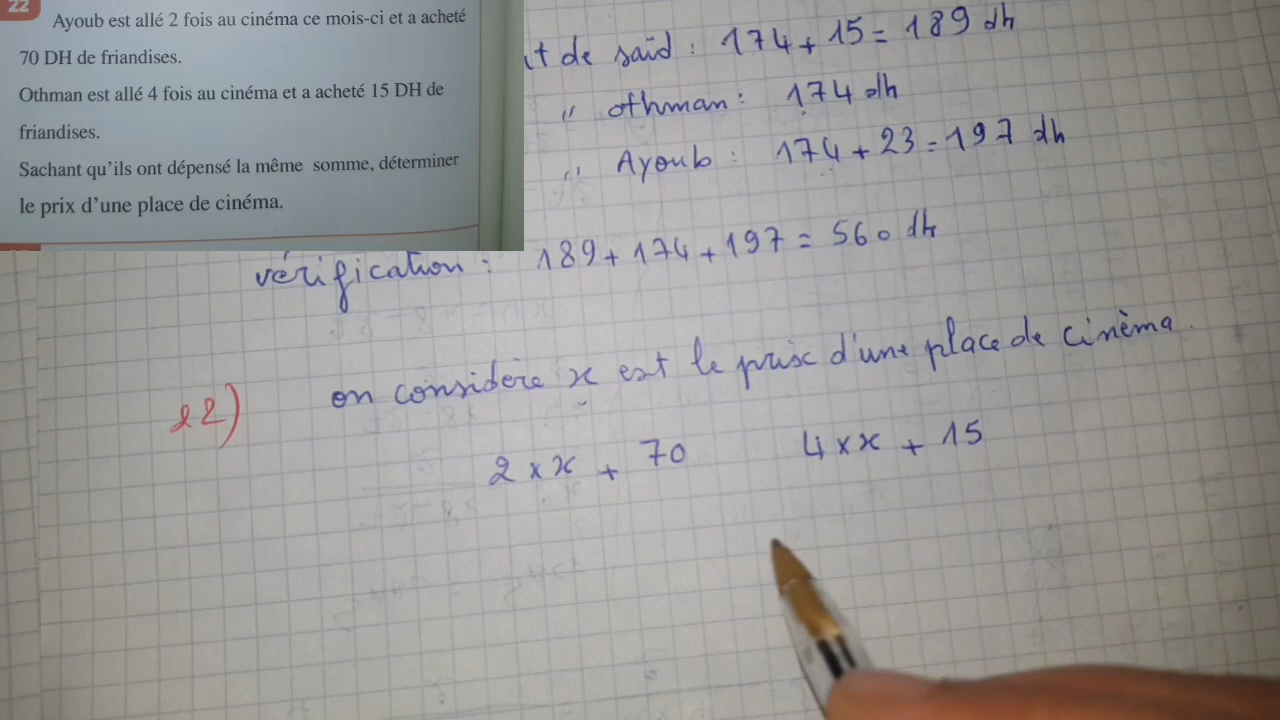 22
Ayoub est allé 2 fois au cinéma ce mois-ci et a acheté
70 DH de friandises.
Othman est allé 4 fois au cinéma et a acheté 15 DH de
friandises.
Sachant qu'ils ont dépensé la même somme, déterminer
le prix d'une place de cinéma.
t de saïd : 174 + 15 = 189 dh
" othman : 174 dh
" Ayoub : 174 + 23 = 197 dh
vérification : 189 + 174 + 197 = 560 dh
22) on considère x est le prix d'une place de cinèma.
2 × x + 70 4 × x + 15